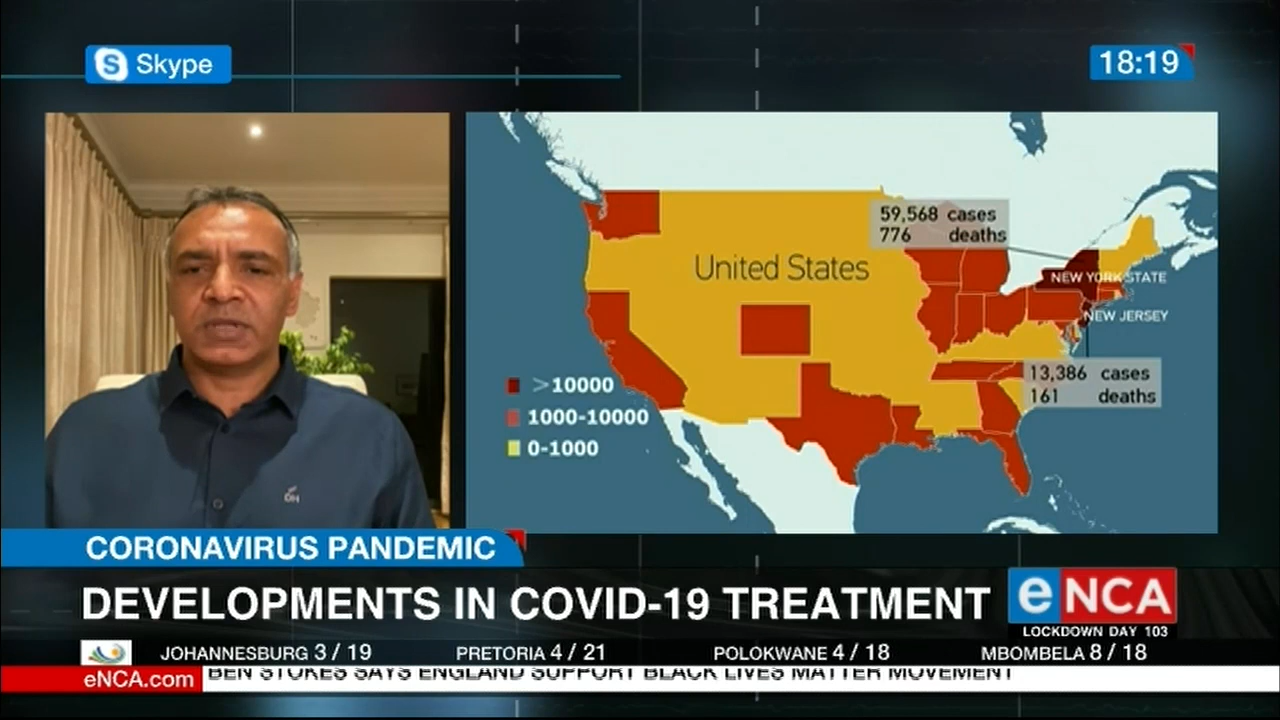 Skype
18:19
United States
59,568 cases
776 deaths
NEW YORK STATE
NEW JERSEY
13,386 cases
161 deaths
>10000
1000-10000
0-1000
DH
CORONAVIRUS PANDEMIC
DEVELOPMENTS IN COVID-19 TREATMENT
eNCA
LOCKDOWN DAY 103
JOHANNESBURG 3 / 19 PRETORIA 4 / 21 POLOKWANE 4 / 18 MBOMBELA 8 / 18
eNCA.com
BEN STOKES SAYS ENGLAND SUPPORT BLACK LIVES MATTER MOVEMENT